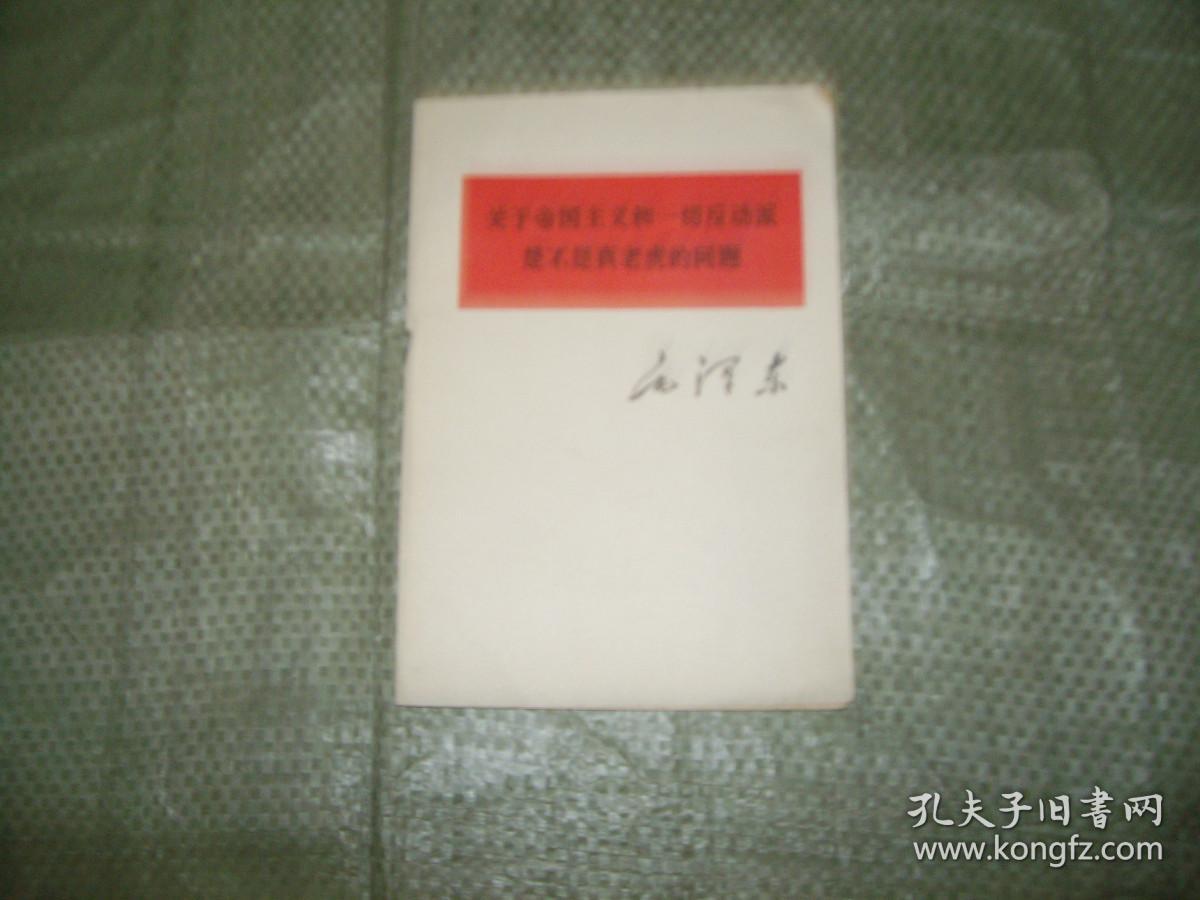 关于帝国主义和一切反动派
是不是真老虎的问题
毛泽东
孔夫子旧書网
www.kongfz.com